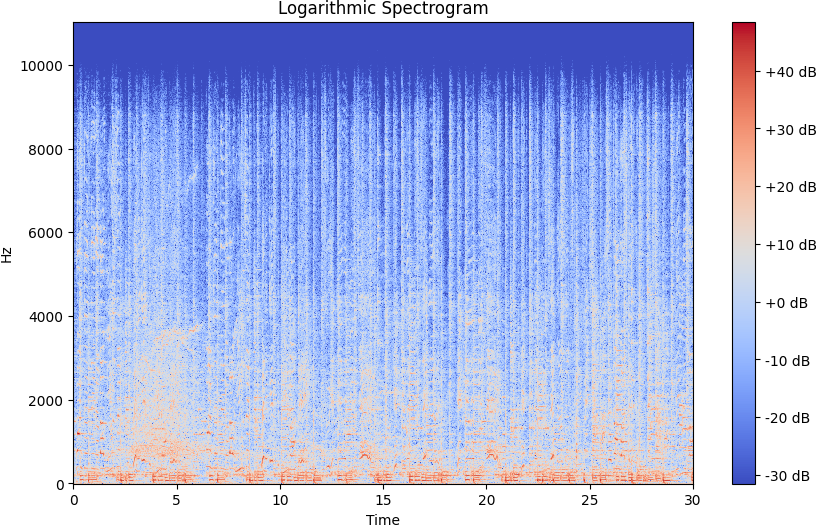 Logarithmic Spectrogram
Hz
10000
8000
6000
4000
2000
0
0 5 10 15 20 25 30
Time
+40 dB
+30 dB
+20 dB
+10 dB
+0 dB
-10 dB
-20 dB
-30 dB